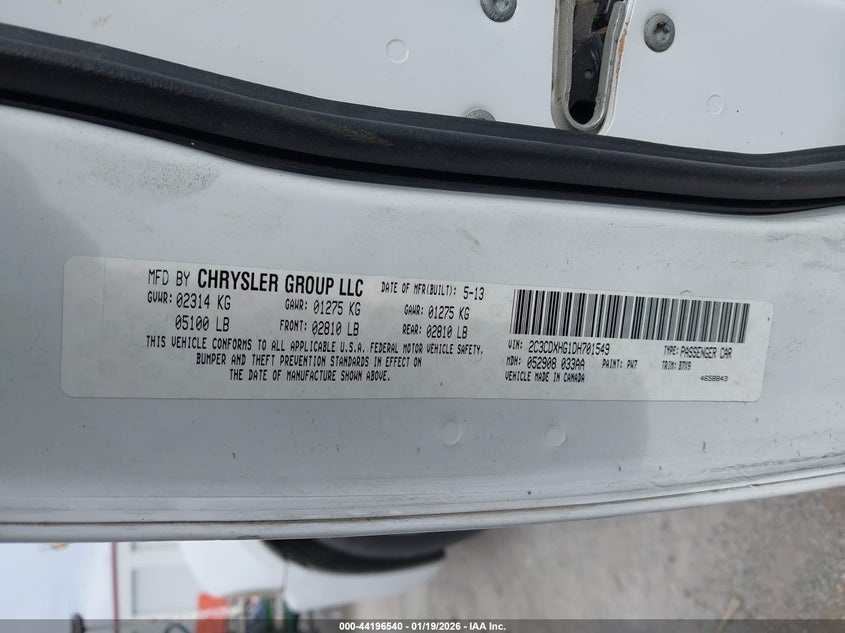 MFD BY CHRYSLER GROUP LLC DATE OF MFR(BUILT): 5-13
GVWR: 02314 KG GAWR: 01275 KG GAWR: 01275 KG
05100 LB FRONT: 02810 LB REAR: 02810 LB
THIS VEHICLE CONFORMS TO ALL APPLICABLE U.S.A. FEDERAL MOTOR VEHICLE SAFETY,
BUMPER AND THEFT PREVENTION STANDARDS IN EFFECT ON
THE DATE OF MANUFACTURE SHOWN ABOVE.
VIN: 2C3CDXHG1DH701549 TYPE: PASSENGER CAR
MDH: 052908 033AA PAINT: PW7 TRIM: B7X9
VEHICLE MADE IN CANADA 4658843
000-44196540 - 01/19/2026 - © IAA Inc.